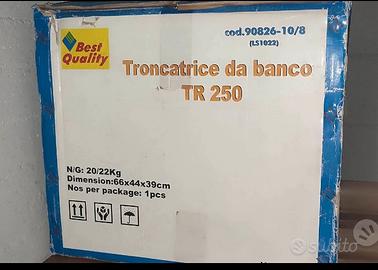 Best
Quality
cod.90826-10/8
(LS1022)
Troncatrice da banco
TR 250
N/G: 20/22Kg
Dimension:66x44x39cm
Nos per package: 1pcs
subito